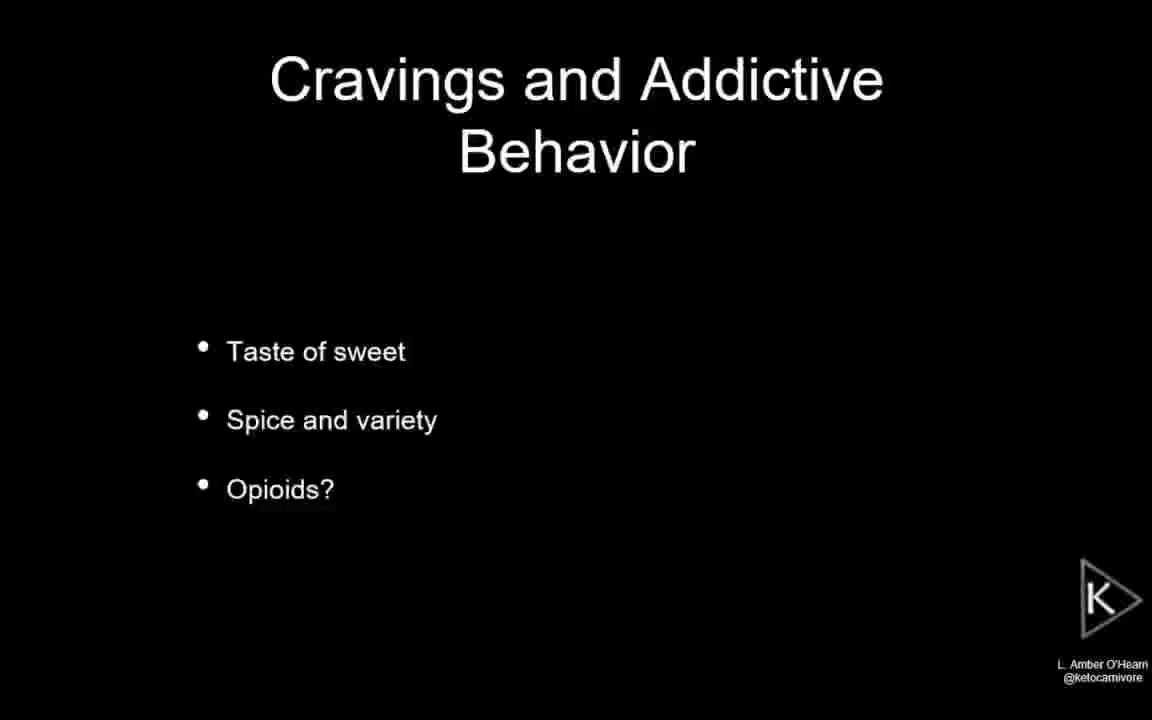 Cravings and Addictive
Behavior
• Taste of sweet
• Spice and variety
• Opioids?
K
L. Amber O'Hearn
@ketocarnivore